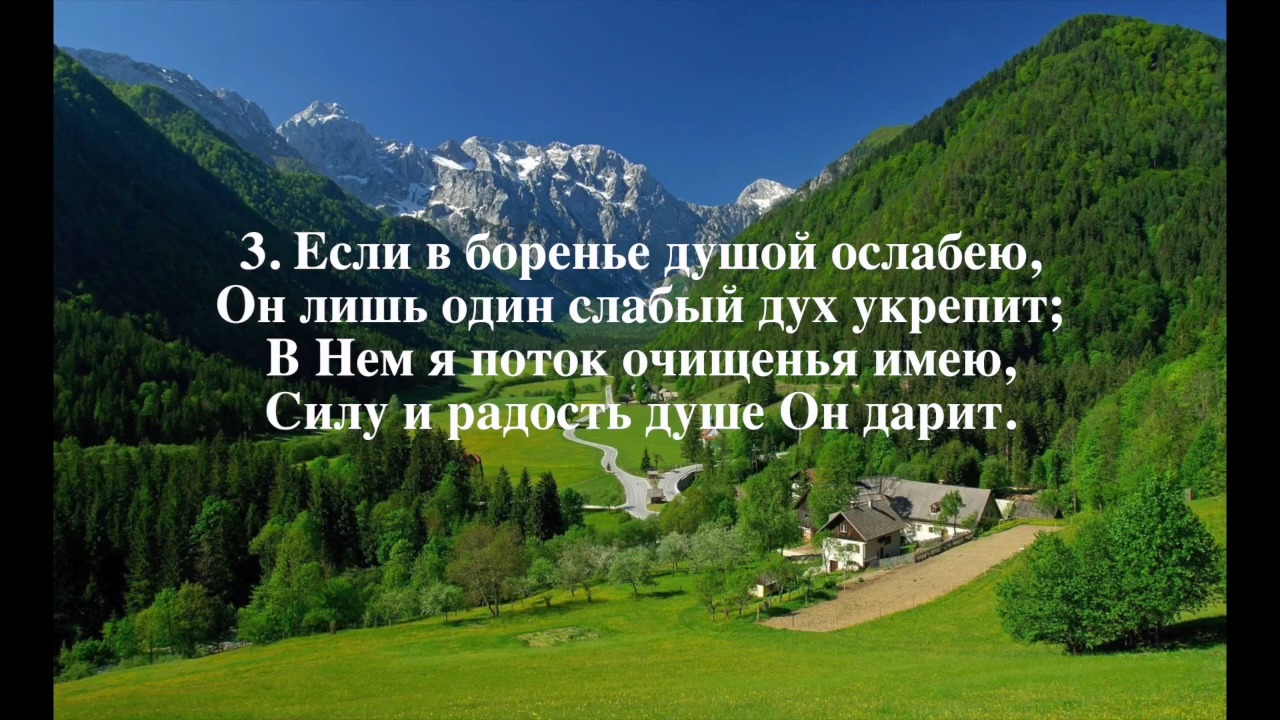 3. Если в боренье душой ослабею,
Он лишь один слабый дух укрепит;
В Нем я поток очищенья имею,
Силу и радость душе Он дарит.